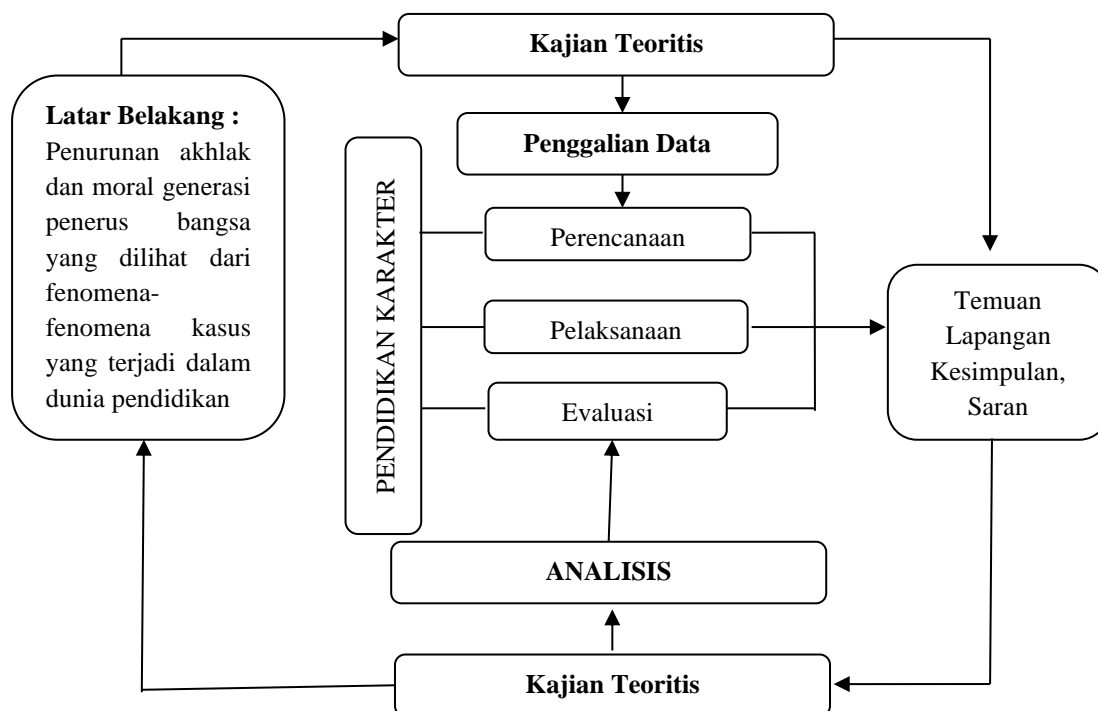 Kajian Teoritis
Latar Belakang :
Penurunan akhlak
dan moral generasi
penerus bangsa
yang dilihat dari
fenomena-
fenomena kasus
yang terjadi dalam
dunia pendidikan
Penggalian Data
PENDIDIKAN KARAKTER
Perencanaan
Pelaksanaan
Evaluasi
Temuan
Lapangan
Kesimpulan,
Saran
ANALISIS
Kajian Teoritis